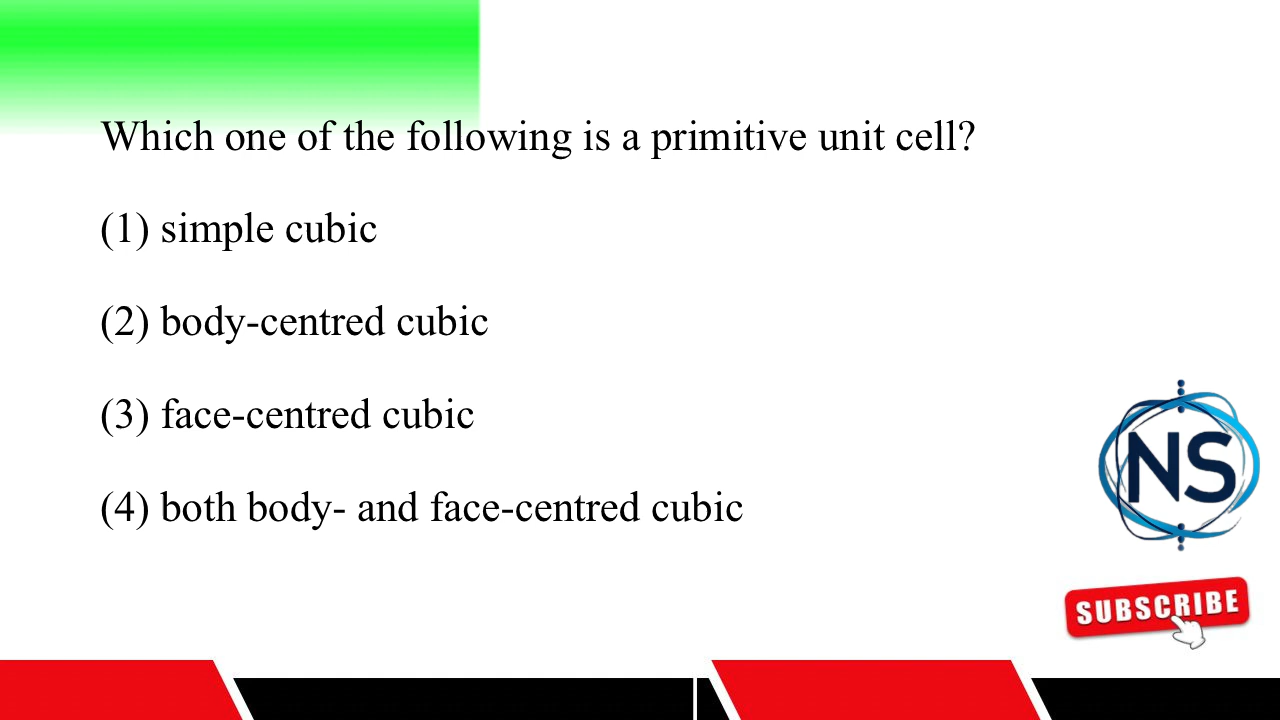 Which one of the following is a primitive unit cell?
(1) simple cubic
(2) body-centred cubic
(3) face-centred cubic
(4) both body- and face-centred cubic
NS
SUBSCRIBE